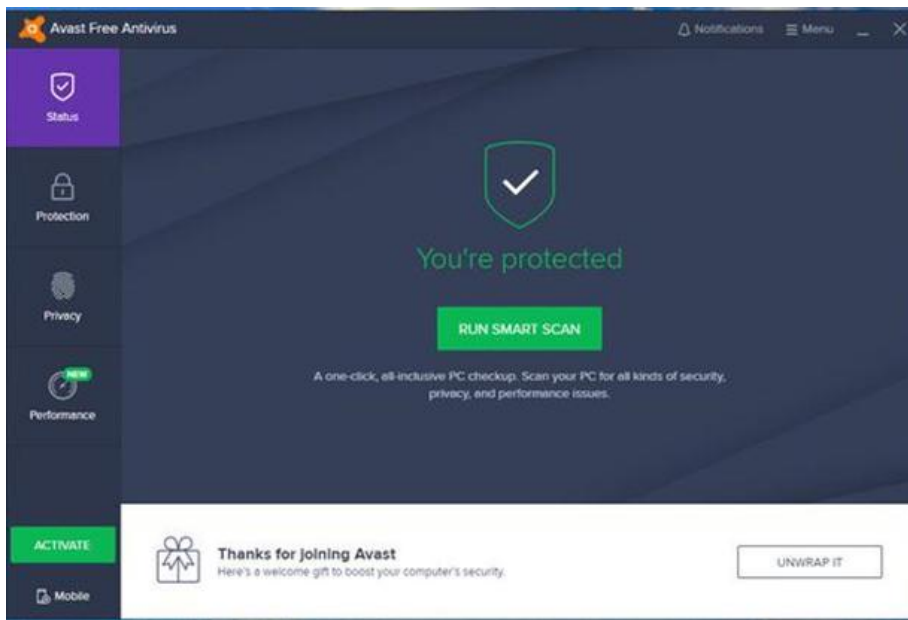 Avast Free Antivirus
Notifications
Menu
Status
Protection
Privacy
NEW
Performance
ACTIVATE
Mobile
You're protected
RUN SMART SCAN
A one-click, all-inclusive PC checkup. Scan your PC for all kinds of security,
privacy, and performance issues.
Thanks for joining Avast
Here's a welcome gift to boost your computer's security.
UNWRAP IT